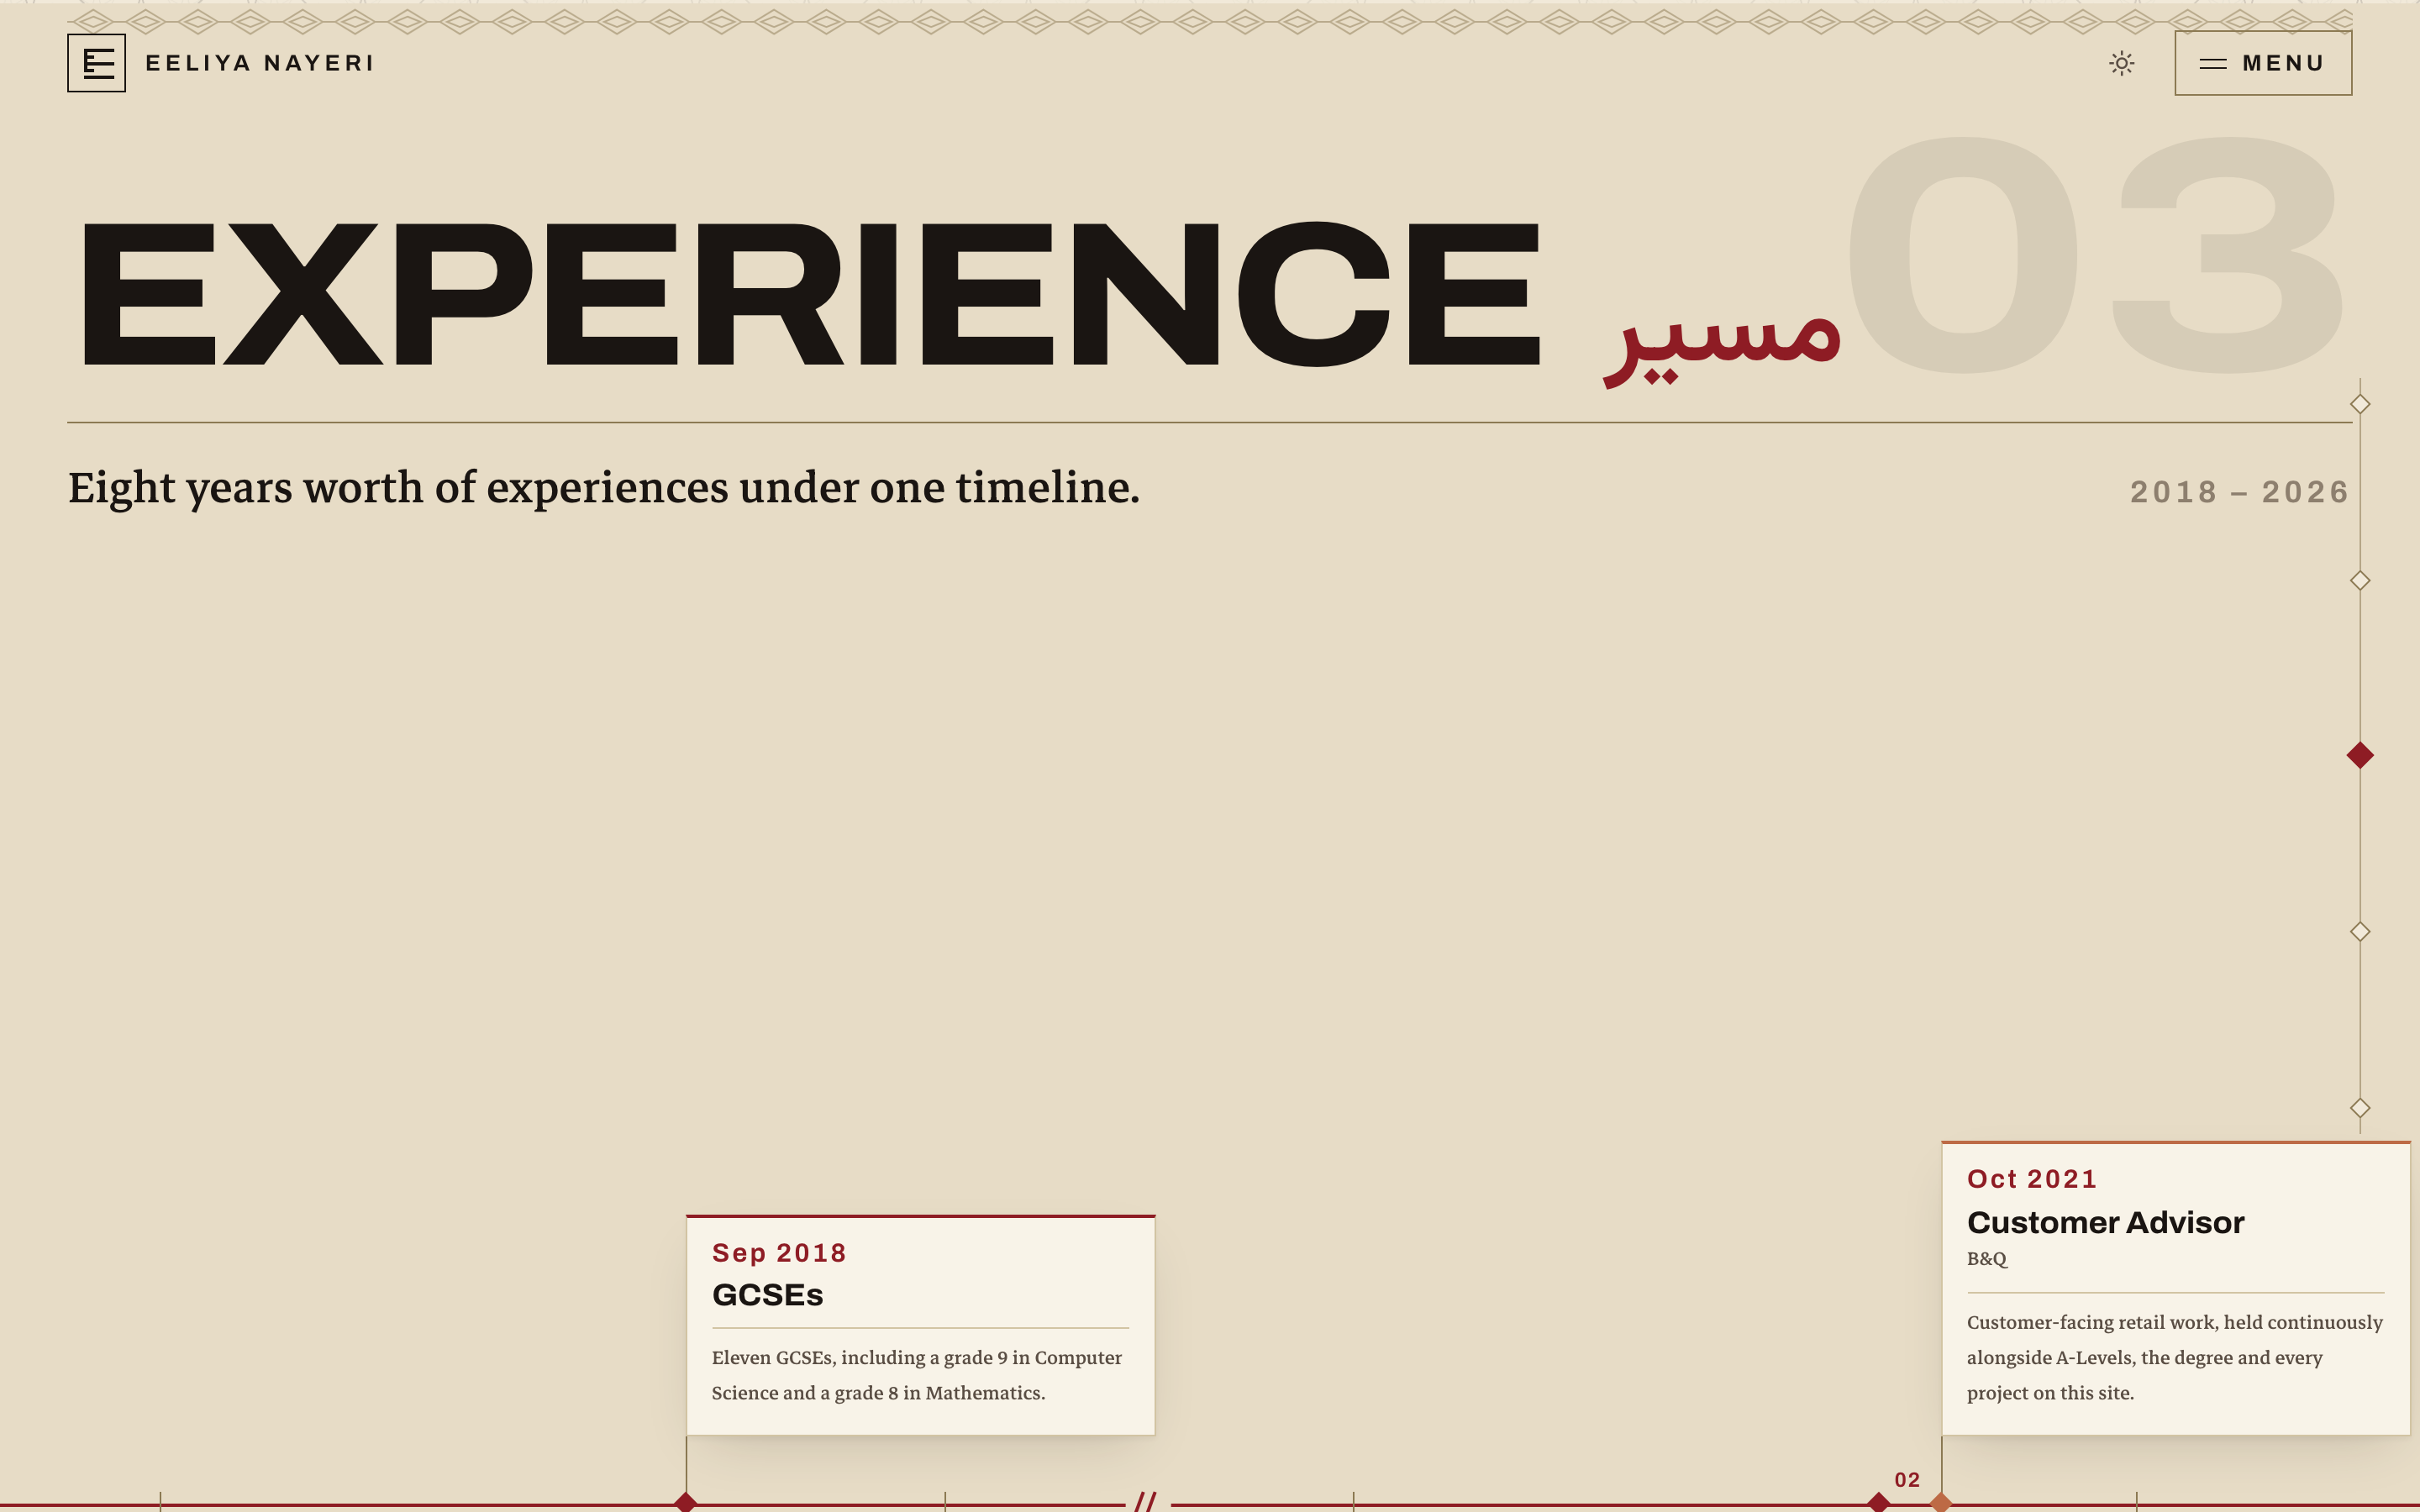 EELIYA NAYERI
MENU
03
EXPERIENCE مسیر
Eight years worth of experiences under one timeline.
2018 – 2026
Oct 2021
Customer Advisor
B&Q
Customer-facing retail work, held continuously
alongside A-Levels, the degree and every
project on this site.
Sep 2018
GCSEs
Eleven GCSEs, including a grade 9 in Computer
Science and a grade 8 in Mathematics.
02
//